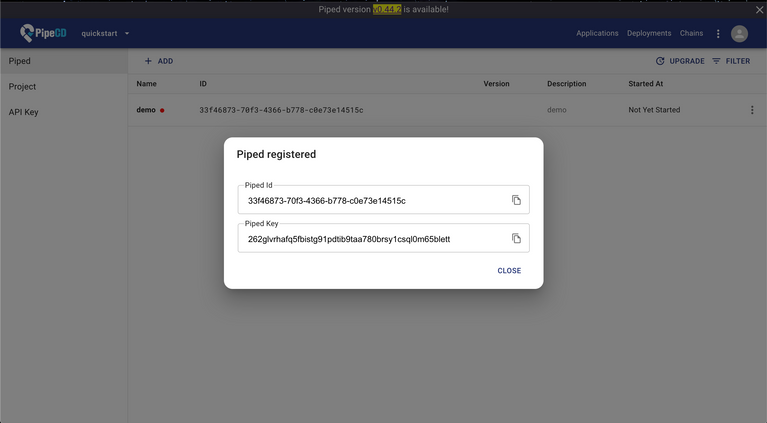 Piped version v0.44.2 is available!
PipeCD quickstart Applications Deployments Chains
Piped
Project
API Key
ADD UPGRADE FILTER
Name ID Version Description Started At
demo 33f46873-70f3-4366-b778-c0e73e14515c demo Not Yet Started
Piped registered
Piped Id
33f46873-70f3-4366-b778-c0e73e14515c
Piped Key
262glvrhafq5fbistg91pdtib9taa780brsy1csql0m65blett
CLOSE